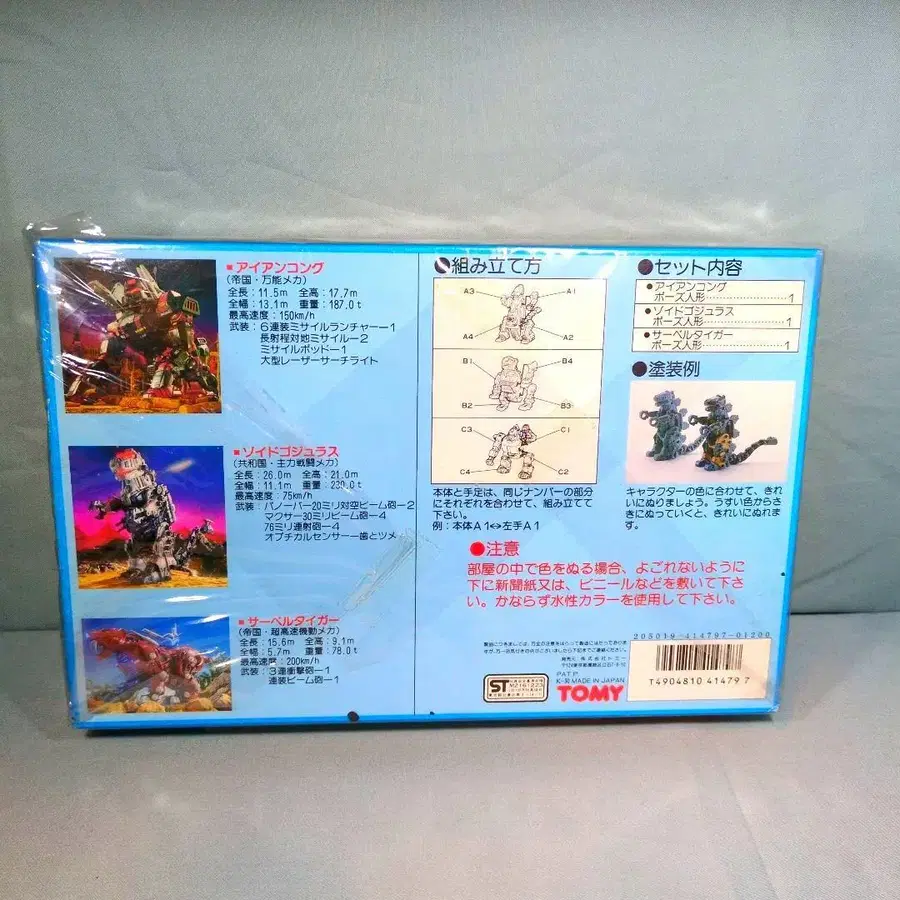 ■アイアンコング
(帝国・万能メカ)
全長：11.5m 全高：17.7m
全幅：13.1m 重量：187.0t
最高速度：150km/h
武装：6連装ミサイルランチャー─1
長射程対地ミサイル─2
ミサイルポッド─1
大型レーザーサーチライト
■ゾイドゴジュラス
(共和国・主力戦闘メカ)
全長：26.0m 全高：21.0m
全幅：11.1m 重量：230.0t
最高速度：75km/h
武装：バノーバー20ミリ対空ビーム砲─2
マクサー30ミリビーム砲─4
76ミリ連射砲─4
オプチカルセンサー─歯とツメ
■サーベルタイガー
(帝国・超高速機動メカ)
全長：15.6m 全高：9.1m
全幅：5.7m 重量：78.0t
最高速度：200km/h
武装：3連衝撃砲─1
連装ビーム砲─1
●組み立て方
A3 A1
A4 A2
B1 B4
B2 B3
C3 C1
C4 C2
本体と手足は、同じナンバーの部分
にそれぞれを合わせて、組み立てて
下さい。
例：本体A1↔左手A1
●セット内容
●アイアンコング
ポーズ人形─1
●ゾイドゴジュラス
ポーズ人形─1
●サーベルタイガー
ポーズ人形─1
●塗装例
キャラクターの色に合わせて、きれ
いにぬりましょう。うすい色からさ
きにぬっていくと、きれいにぬれま
す。
●注意
部屋の中で色をぬる場合、よごれないように
下に新聞紙又は、ビニールなどを敷いて下さ
い。かならず水性カラーを使用して下さい。
205019-414797-01200
ST
PAT.P.
MADE IN JAPAN
TOMY
T4904810 41479 7